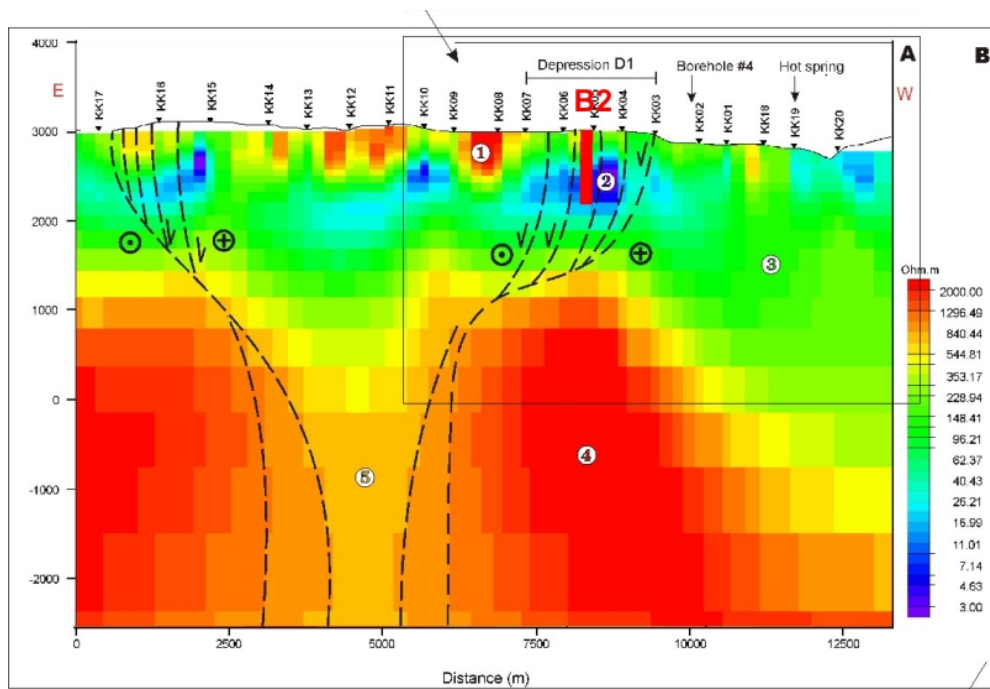 A
B
4000
E
Depression D1
Borehole #4
Hot spring
W
B2
KK17
KK16
KK15
KK14
KK13
KK12
KK11
KK10
KK09
KK08
KK07
KK06
KK04
KK03
KK02
KK01
KK18
KK19
KK20
3000
1
2
2000
3
Ohm.m
1000
0
4
5
-1000
-2000
2000.00
1296.49
840.44
544.81
353.17
228.94
148.41
96.21
62.37
40.43
26.21
16.99
11.01
7.14
4.63
3.00
0
2500
5000
7500
10000
12500
Distance (m)